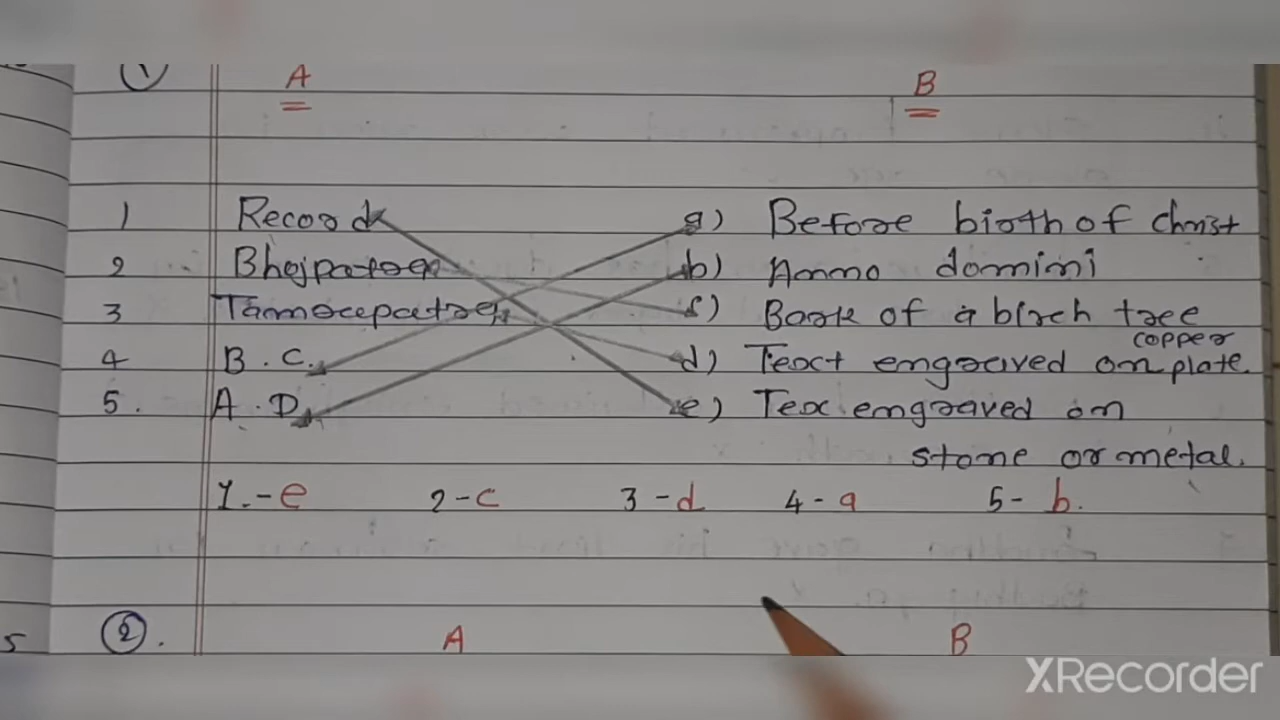 1 A B
1 Record a) Before birth of christ
2 Bhojpatra b) Anno domini
3 Tamrapatra c) Bark of a birch tree
copper
4 B.C. d) Text engraved on plate.
5. A.D. e) Tex engraved on
stone or metal.
1.-e 2-c 3-d 4-a 5-b.
5 2. A B
XRecorder